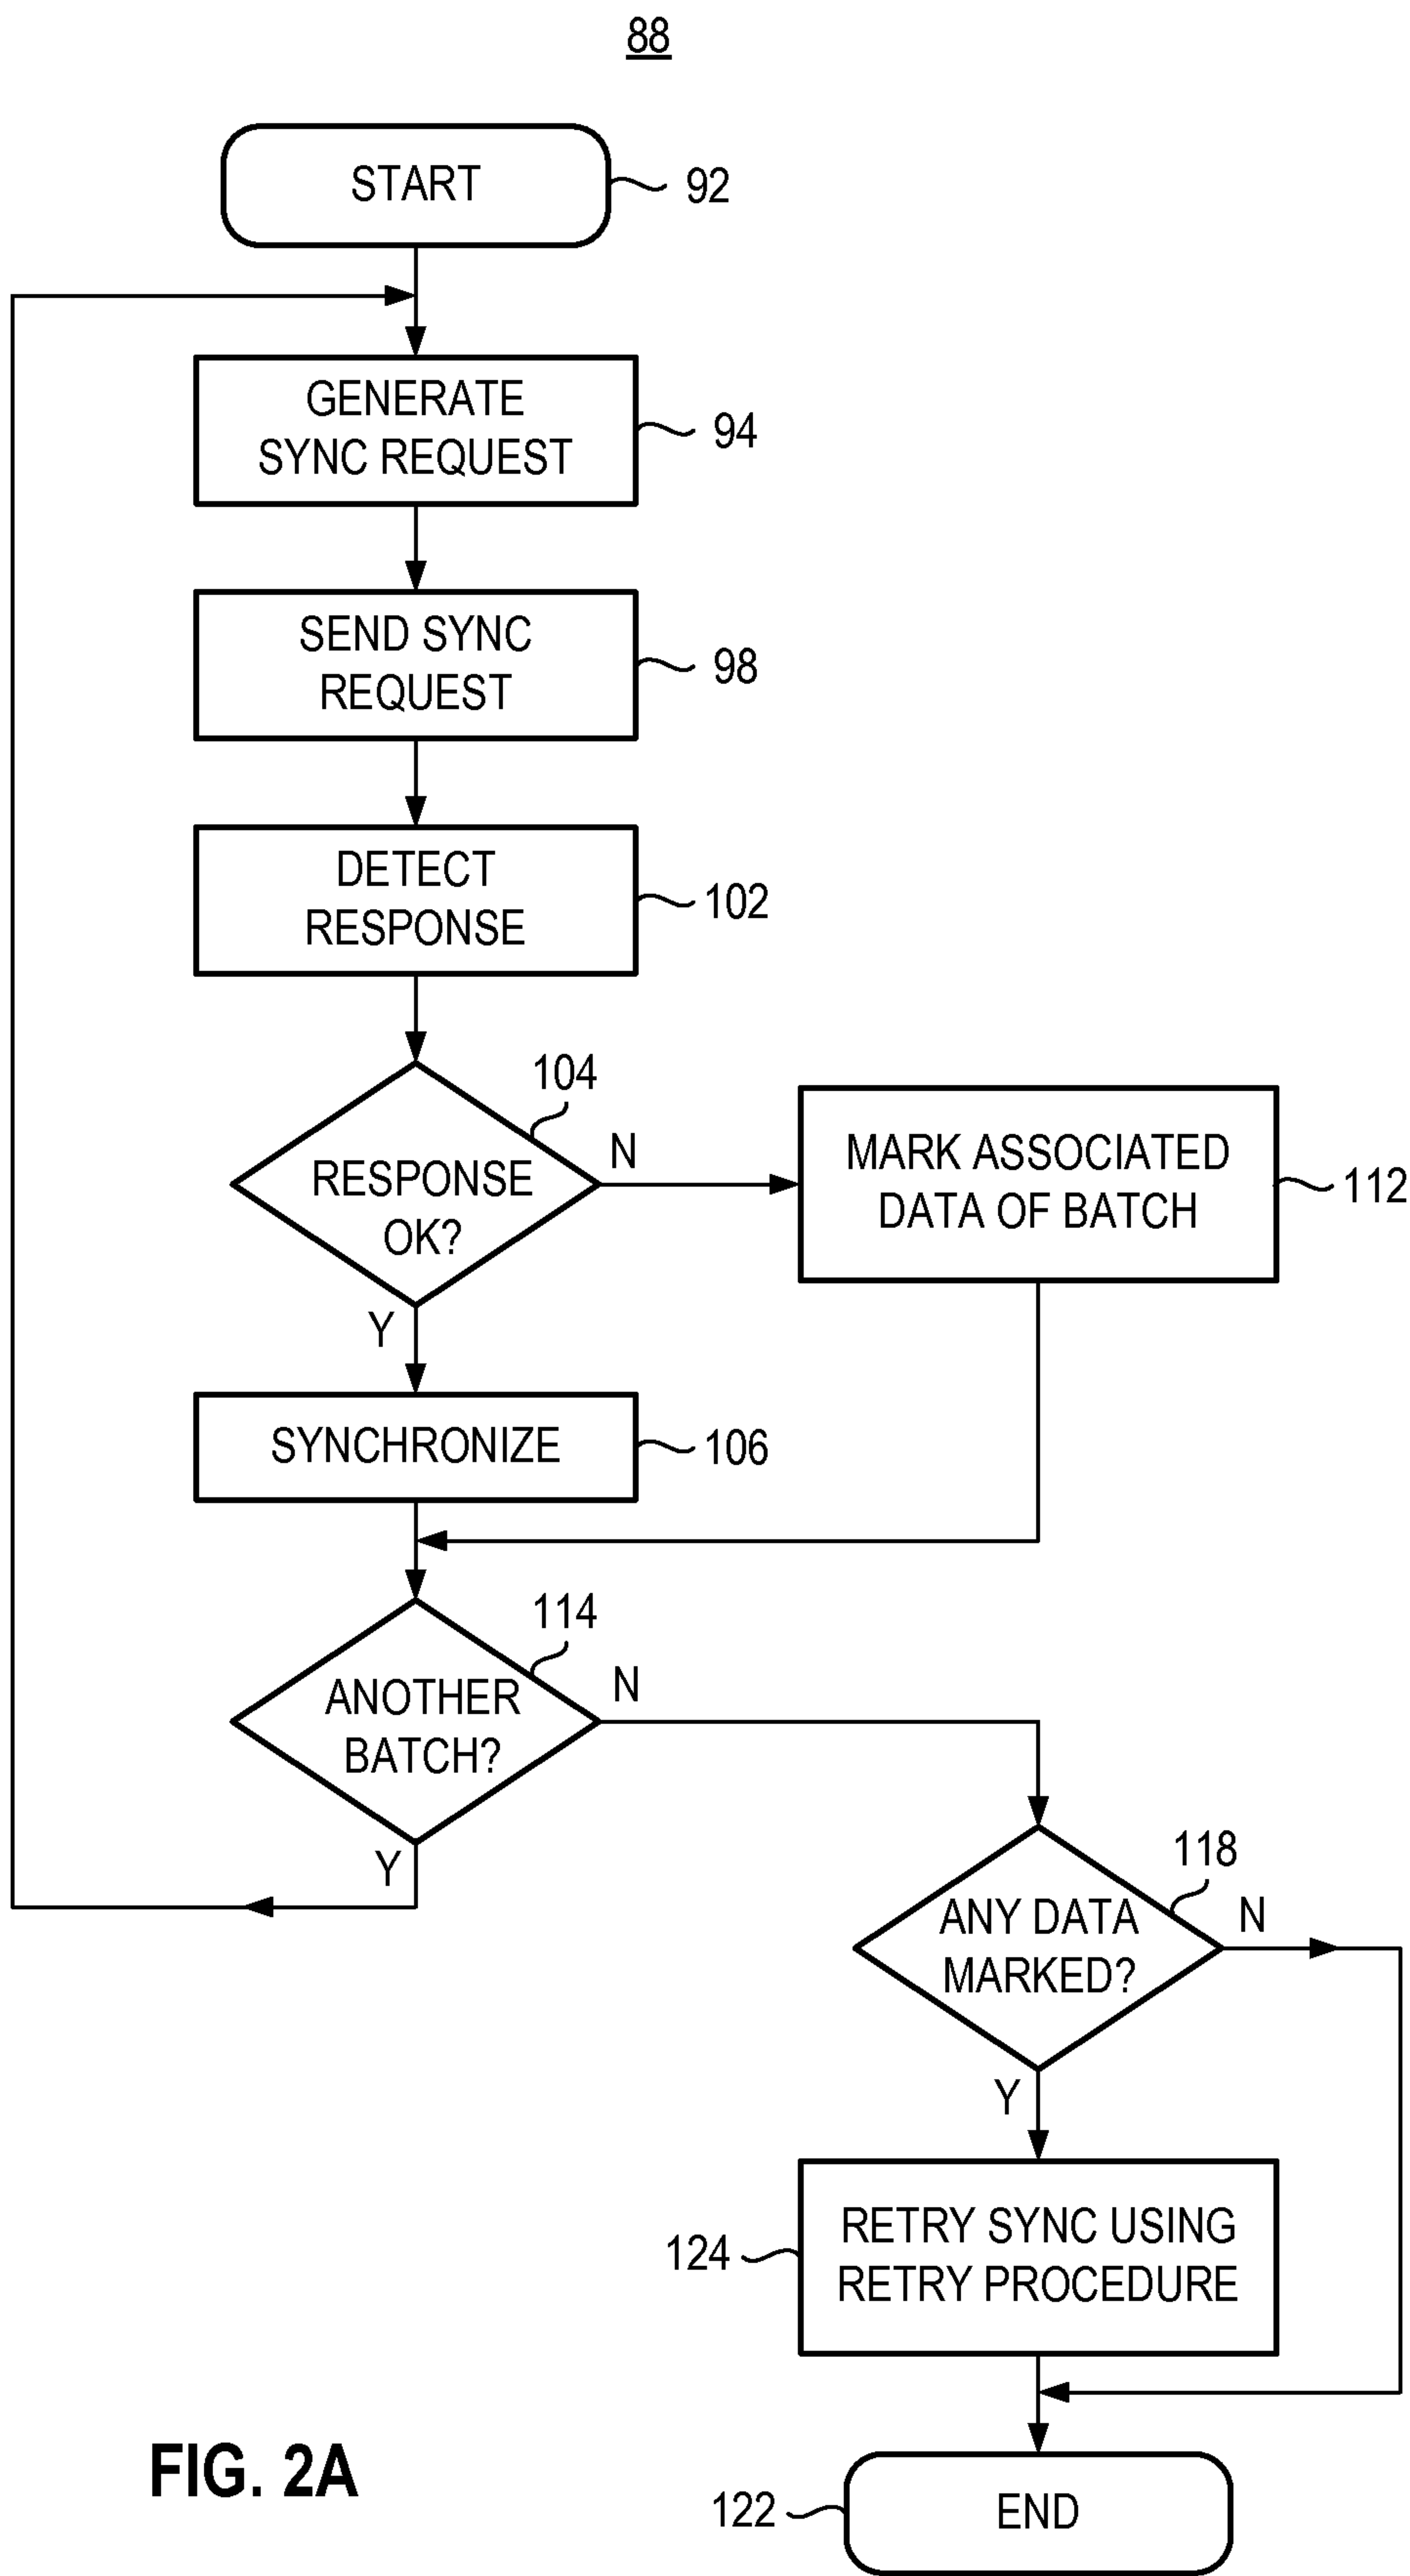 88
START
92
GENERATE
SYNC REQUEST
94
SEND SYNC
REQUEST
98
DETECT
RESPONSE
102
104
RESPONSE
OK?
N
Y
MARK ASSOCIATED
DATA OF BATCH
112
SYNCHRONIZE
106
114
ANOTHER
BATCH?
N
Y
118
ANY DATA
MARKED?
N
Y
RETRY SYNC USING
RETRY PROCEDURE
124
FIG. 2A
122
END